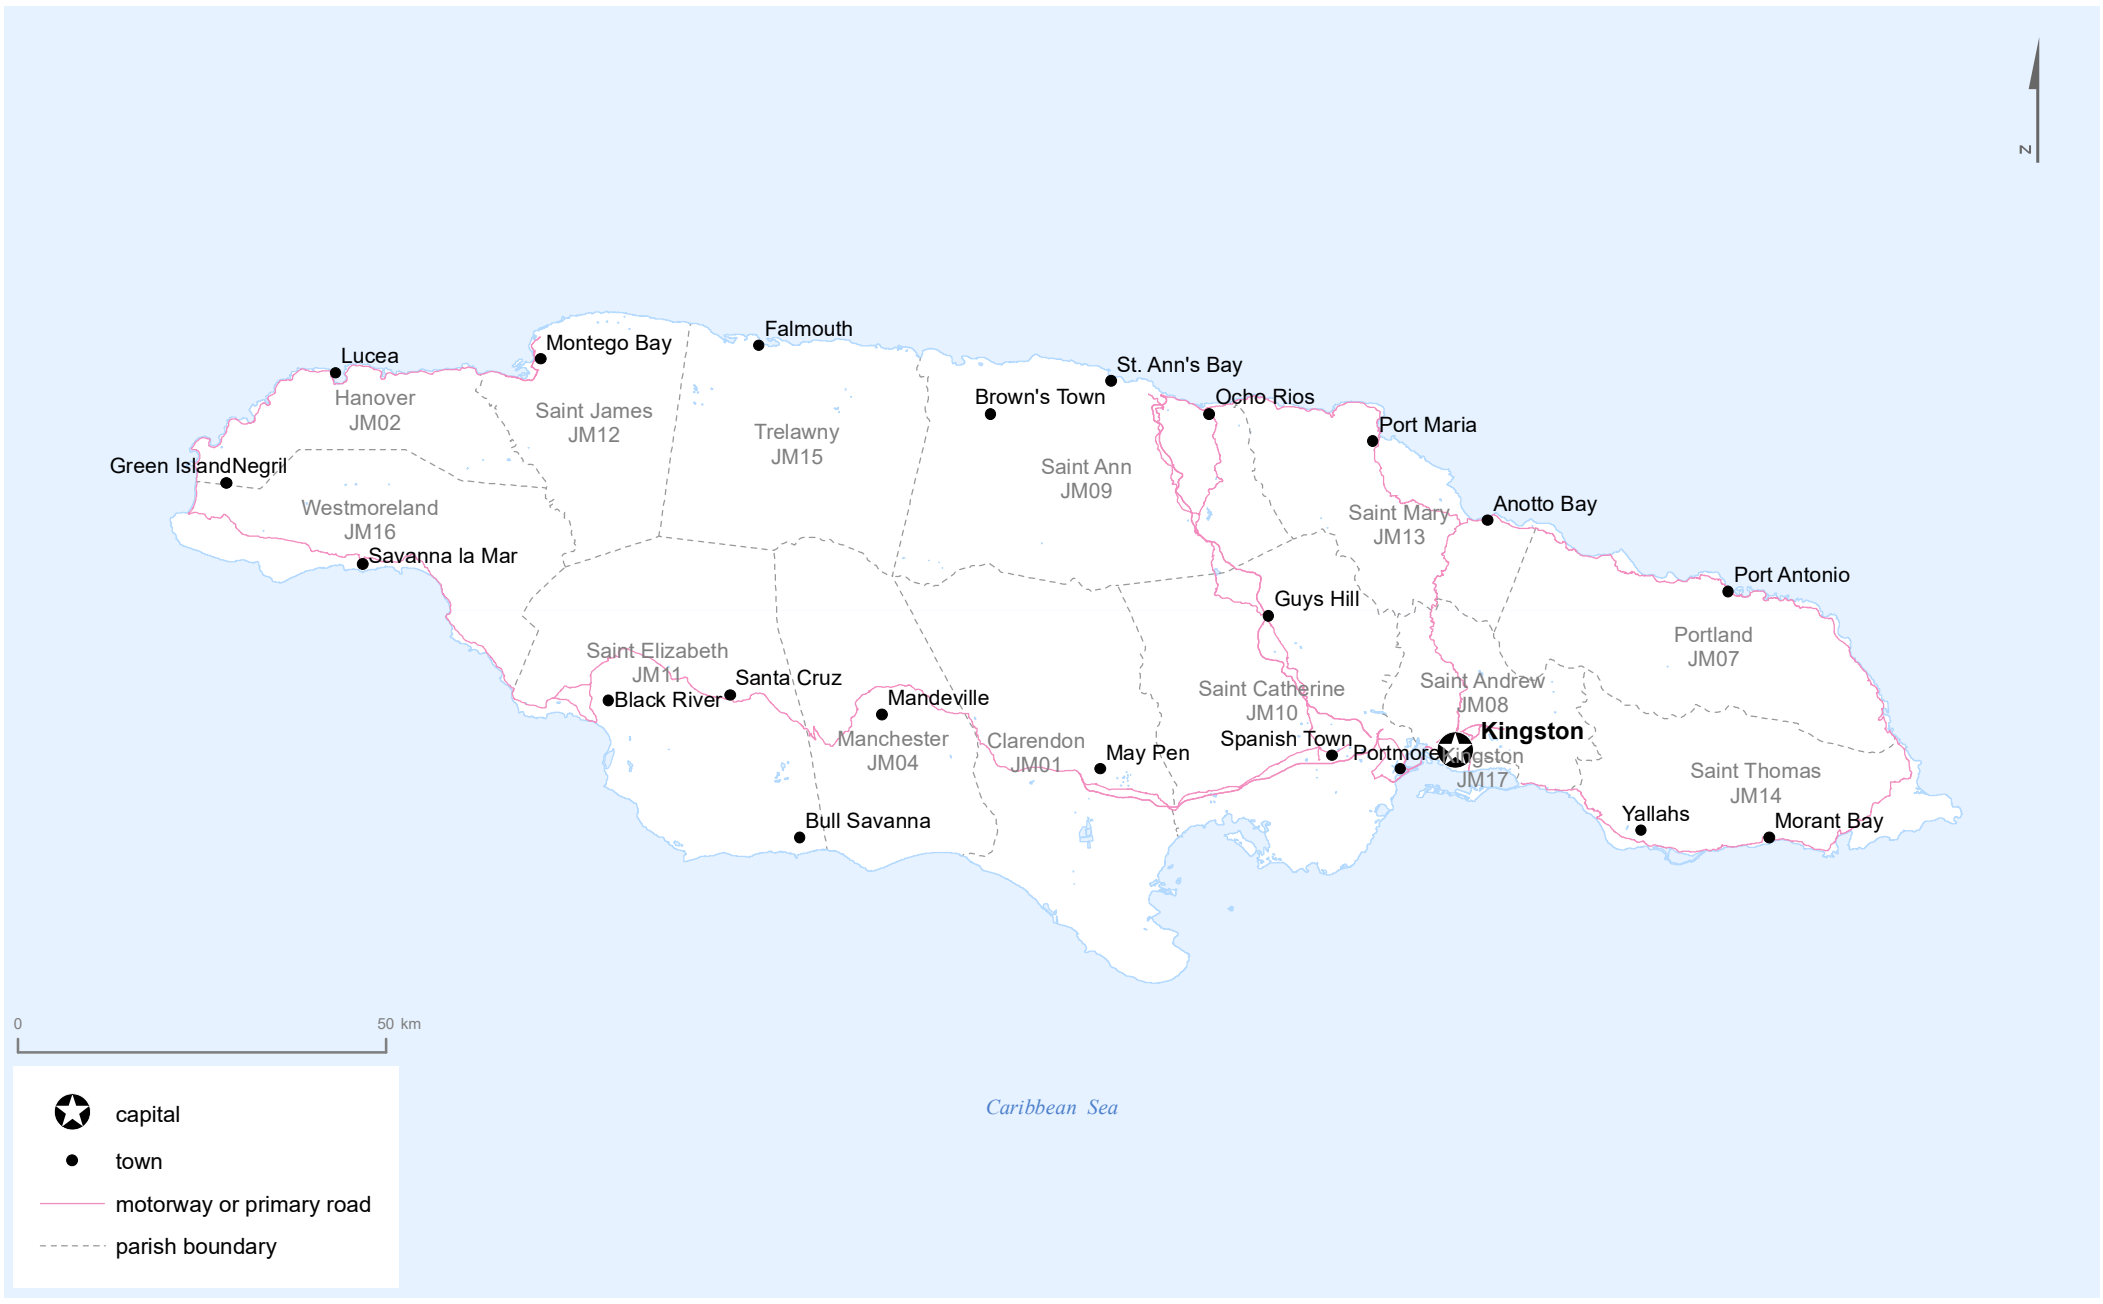 N
Falmouth
Montego Bay
Lucea
St. Ann's Bay
Hanover
JM02
Saint James
JM12
Brown's Town
Ocho Rios
Trelawny
JM15
Port Maria
Green Island
Negril
Saint Ann
JM09
Westmoreland
JM16
Saint Mary
JM13
Anotto Bay
Savanna la Mar
Port Antonio
Guys Hill
Portland
JM07
Saint Elizabeth
JM11
Santa Cruz
Black River
Mandeville
Saint Catherine
JM10
Saint Andrew
JM08
Manchester
JM04
Clarendon
JM01
May Pen
Spanish Town
Portmore
Kingston
Kingston
JM17
Saint Thomas
JM14
Bull Savanna
Yallahs
Morant Bay
0 50 km
Caribbean Sea
capital
town
motorway or primary road
parish boundary